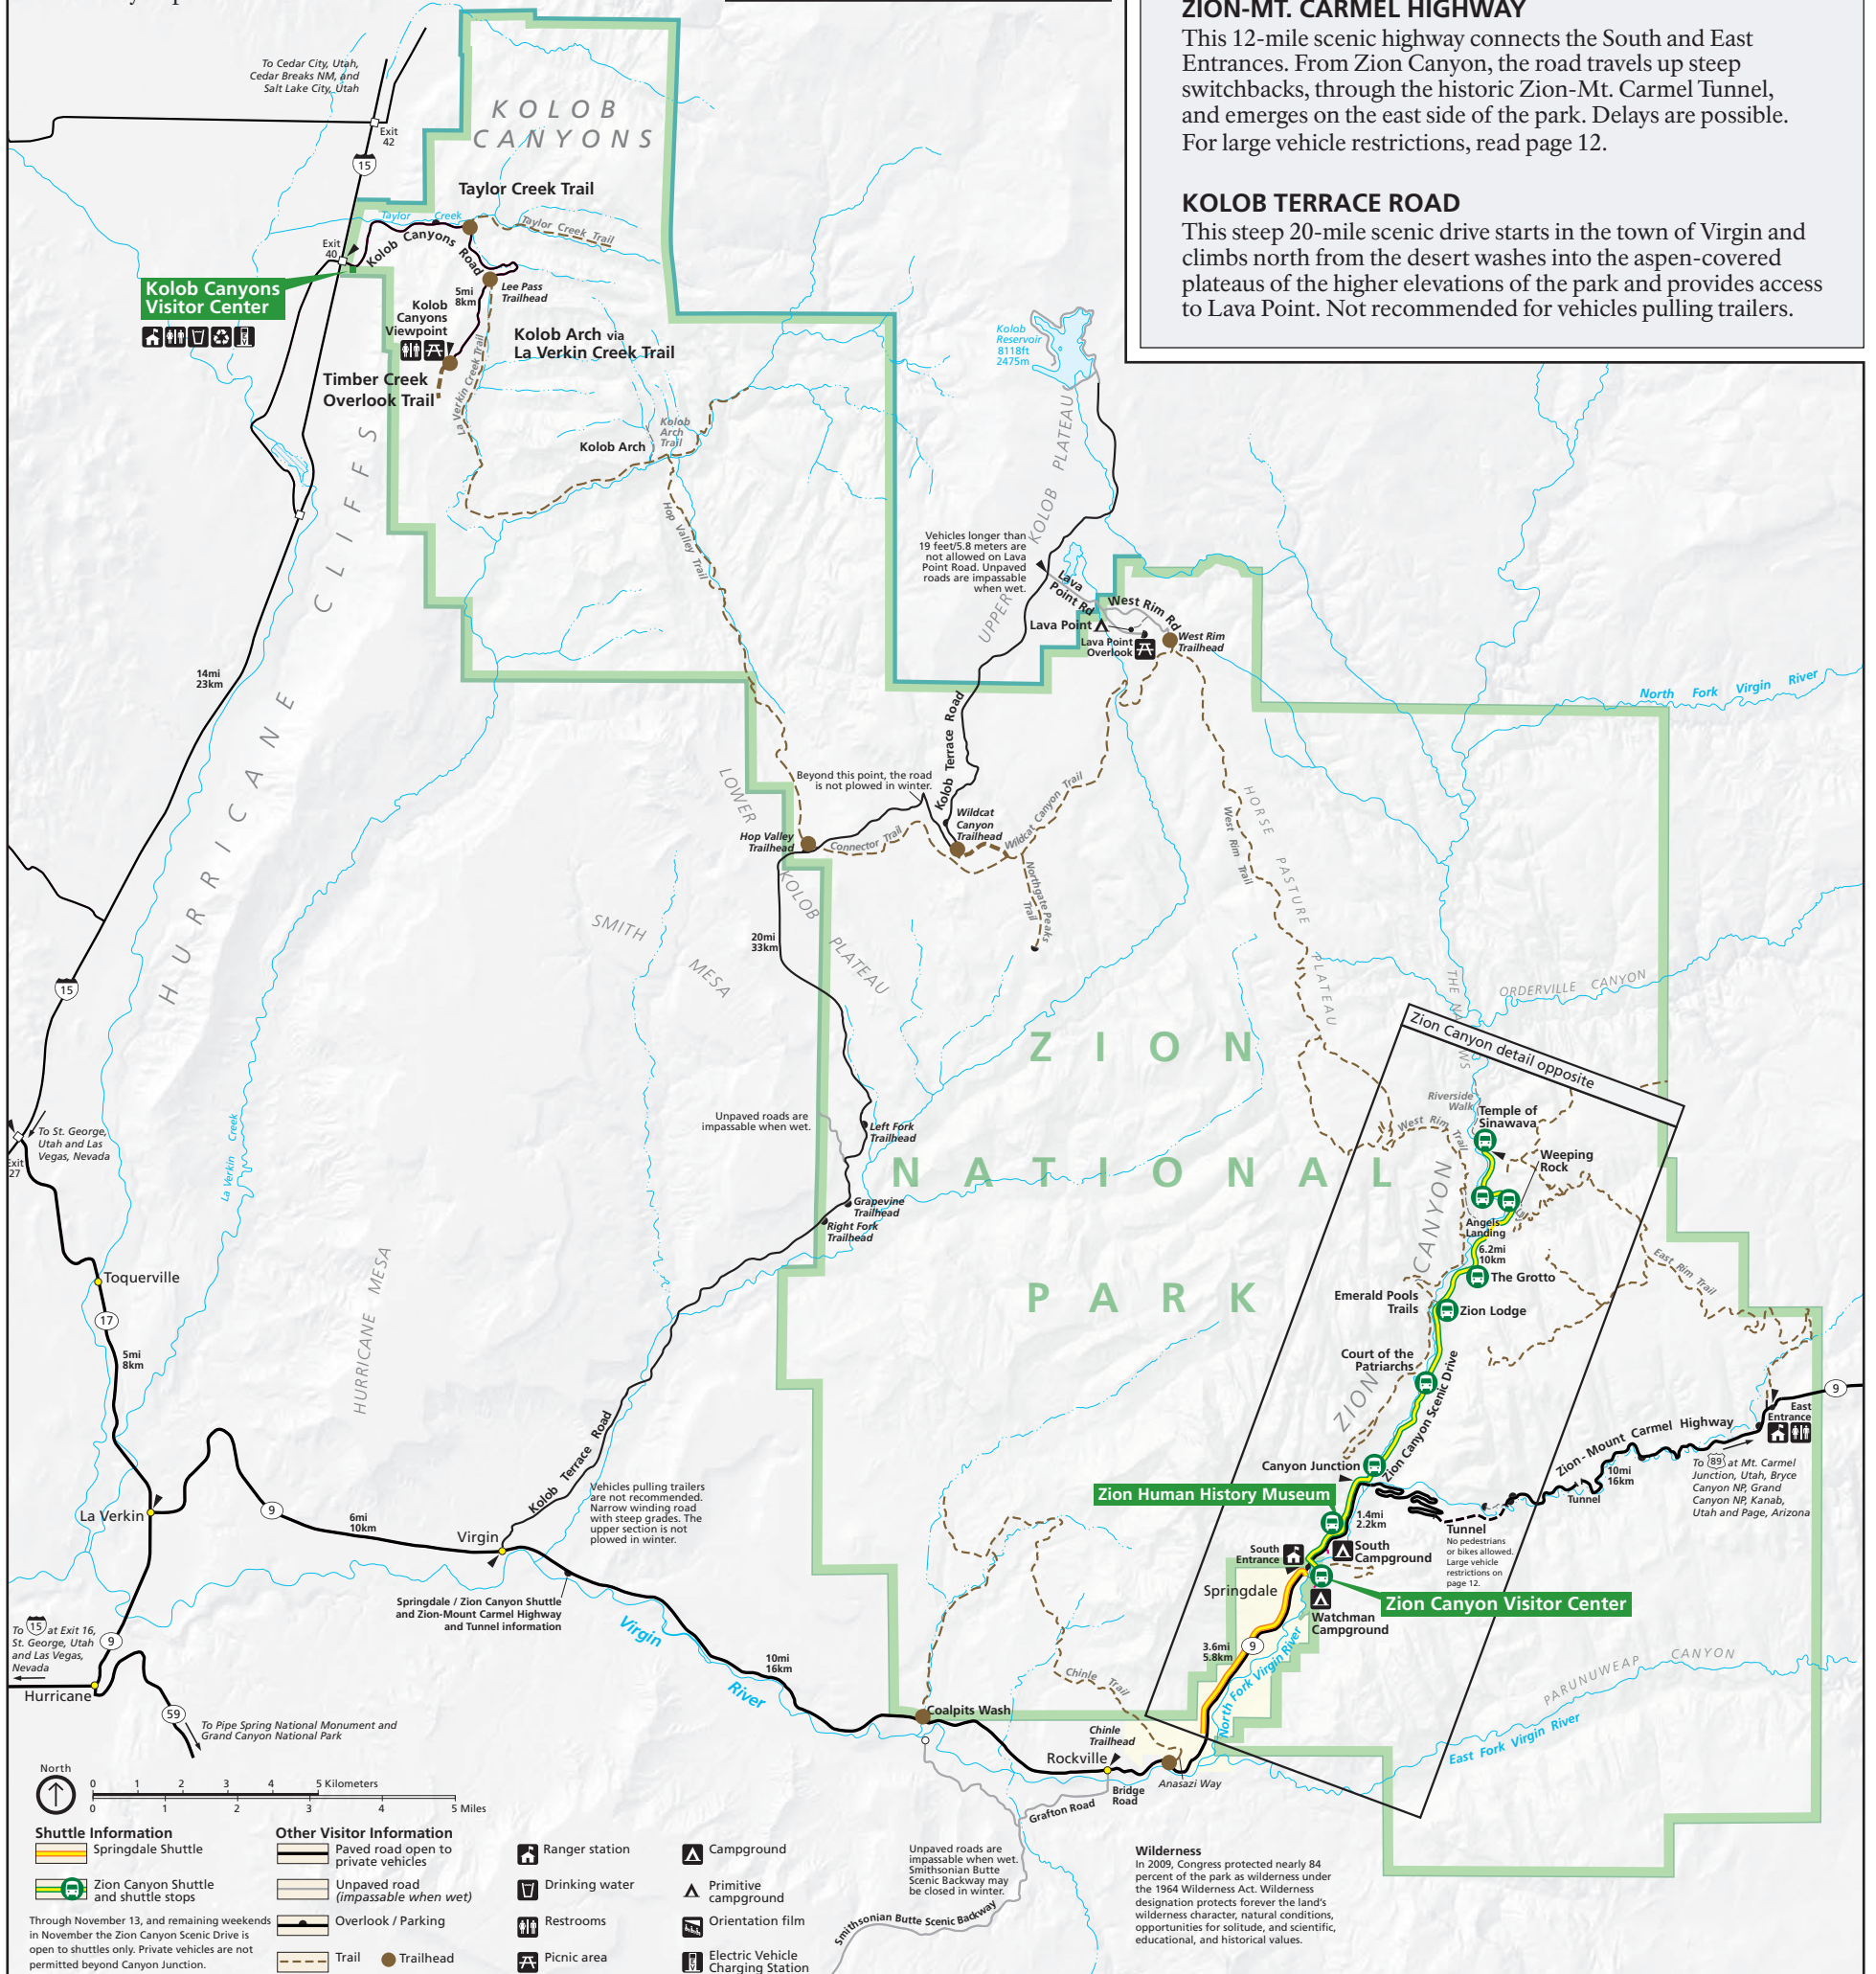 ZION-MT. CARMEL HIGHWAY
This 12-mile scenic highway connects the South and East
Entrances. From Zion Canyon, the road travels up steep
switchbacks, through the historic Zion-Mt. Carmel Tunnel,
and emerges on the east side of the park. Delays are possible.
For large vehicle restrictions, read page 12.
KOLOB TERRACE ROAD
This steep 20-mile scenic drive starts in the town of Virgin and
climbs north from the desert washes into the aspen-covered
plateaus of the higher elevations of the park and provides access
to Lava Point. Not recommended for vehicles pulling trailers.
To Cedar City, Utah,
Cedar Breaks NM, and
Salt Lake City, Utah
Exit
42
15
KOLOB
CANYONS
Taylor Creek Trail
Taylor Creek
Taylor Creek Trail
Exit
40
Kolob Canyons Road
Kolob Canyons
Visitor Center
5mi
8km
Lee Pass
Trailhead
Kolob
Canyons
Viewpoint
Kolob Arch via
La Verkin Creek Trail
Timber Creek
Overlook Trail
La Verkin Creek Trail
Kolob
Arch
Trail
Kolob Arch
Hop Valley Trail
Kolob
Reservoir
8118ft
2475m
UPPER KOLOB PLATEAU
Vehicles longer than
19 feet/5.8 meters are
not allowed on Lava
Point Road. Unpaved
roads are impassable
when wet.
Lava
Point Rd
West Rim Rd
Lava Point
Lava Point
Overlook
West Rim
Trailhead
North Fork Virgin River
14mi
23km
HURRICANE CLIFFS
Kolob Terrace Road
Beyond this point, the road
is not plowed in winter.
Wildcat
Canyon
Trailhead
Wildcat Canyon Trail
Hop Valley
Trailhead
Connector Trail
Northgate Peaks
Trail
West Rim Trail
HORSE PASTURE PLATEAU
LOWER KOLOB PLATEAU
SMITH
MESA
20mi
33km
15
THE NARROWS
ORDERVILLE CANYON
Zion Canyon detail opposite
ZION
NATIONAL
PARK
Unpaved roads are
impassable when wet.
Left Fork
Trailhead
Grapevine
Trailhead
Right Fork
Trailhead
To St. George,
Utah and Las
Vegas, Nevada
Exit
27
La Verkin Creek
Riverside
Walk
Temple of
Sinawava
West Rim Trail
Weeping
Rock
Angels
Landing
6.2mi
10km
The Grotto
Emerald Pools
Trails
Zion Lodge
East Rim Trail
Court of the
Patriarchs
ZION CANYON
Zion Canyon Scenic Drive
Toquerville
17
5mi
8km
HURRICANE MESA
9
East
Entrance
Zion-Mount Carmel Highway
10mi
16km
Tunnel
To 89 at Mt. Carmel
Junction, Utah, Bryce
Canyon NP, Grand
Canyon NP, Kanab,
Utah and Page, Arizona
Canyon Junction
Zion Human History Museum
1.4mi
2.2km
Tunnel
No pedestrians
or bikes allowed.
Large vehicle
restrictions on
page 12.
South
Entrance
South
Campground
Springdale
Zion Canyon Visitor Center
Watchman
Campground
La Verkin
9
6mi
10km
Virgin
Kolob Terrace Road
Vehicles pulling trailers
are not recommended.
Narrow winding road
with steep grades. The
upper section is not
plowed in winter.
Springdale / Zion Canyon Shuttle
and Zion-Mount Carmel Highway
and Tunnel information
Virgin River
10mi
16km
3.6mi
5.8km
9
North Fork Virgin River
Chinle Trail
PARUNUWEAP CANYON
East Fork Virgin River
To 15 at Exit 16,
St. George, Utah
and Las Vegas,
Nevada
9
Hurricane
59
To Pipe Spring National Monument and
Grand Canyon National Park
Coalpits Wash
Chinle
Trailhead
Rockville
Anasazi Way
Bridge
Road
Grafton Road
Smithsonian Butte Scenic Backway
Unpaved roads are
impassable when wet.
Smithsonian Butte
Scenic Backway may
be closed in winter.
Wilderness
In 2009, Congress protected nearly 84
percent of the park as wilderness under
the 1964 Wilderness Act. Wilderness
designation protects forever the land's
wilderness character, natural conditions,
opportunities for solitude, and scientific,
educational, and historical values.
North
0 1 2 3 4 5 Kilometers
0 1 2 3 4 5 Miles
Shuttle Information
Springdale Shuttle
Zion Canyon Shuttle
and shuttle stops
Through November 13, and remaining weekends
in November the Zion Canyon Scenic Drive is
open to shuttles only. Private vehicles are not
permitted beyond Canyon Junction.
Other Visitor Information
Paved road open to
private vehicles
Unpaved road
(impassable when wet)
Overlook / Parking
Trail
Trailhead
Ranger station
Drinking water
Restrooms
Picnic area
Campground
Primitive
campground
Orientation film
Electric Vehicle
Charging Station